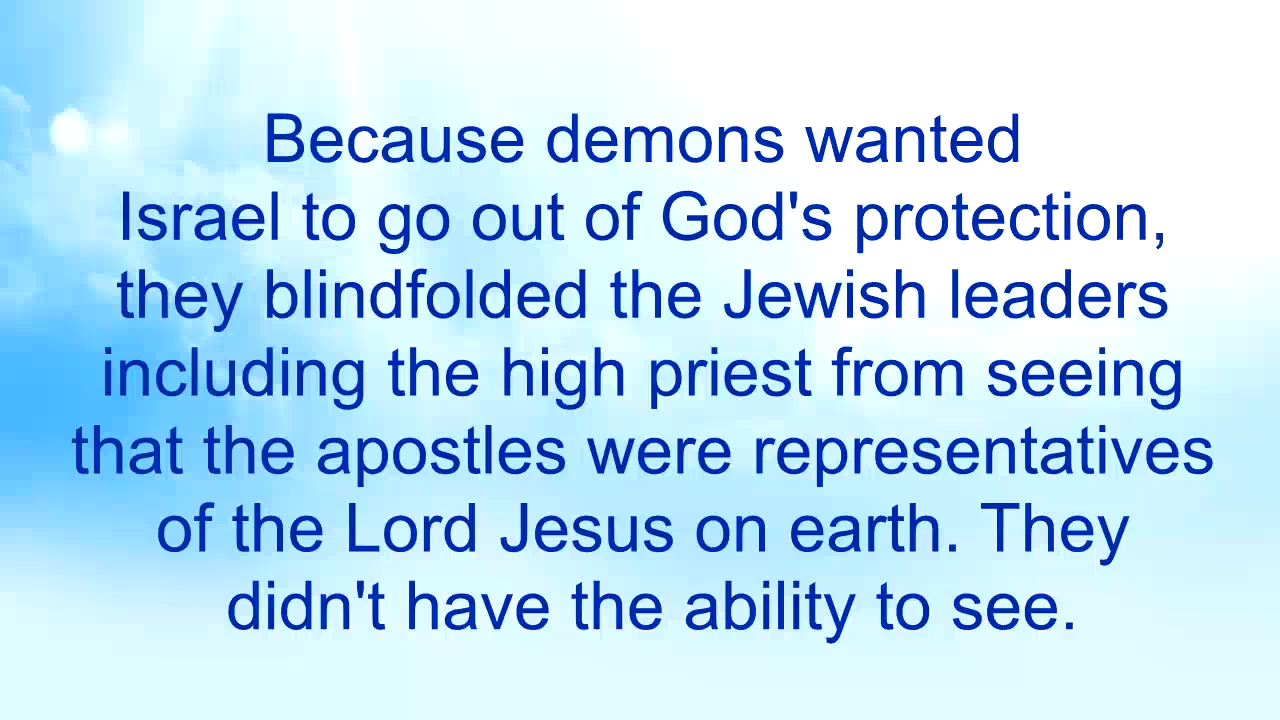 Because demons wanted
Israel to go out of God's protection,
they blindfolded the Jewish leaders
including the high priest from seeing
that the apostles were representatives
of the Lord Jesus on earth. They
didn't have the ability to see.